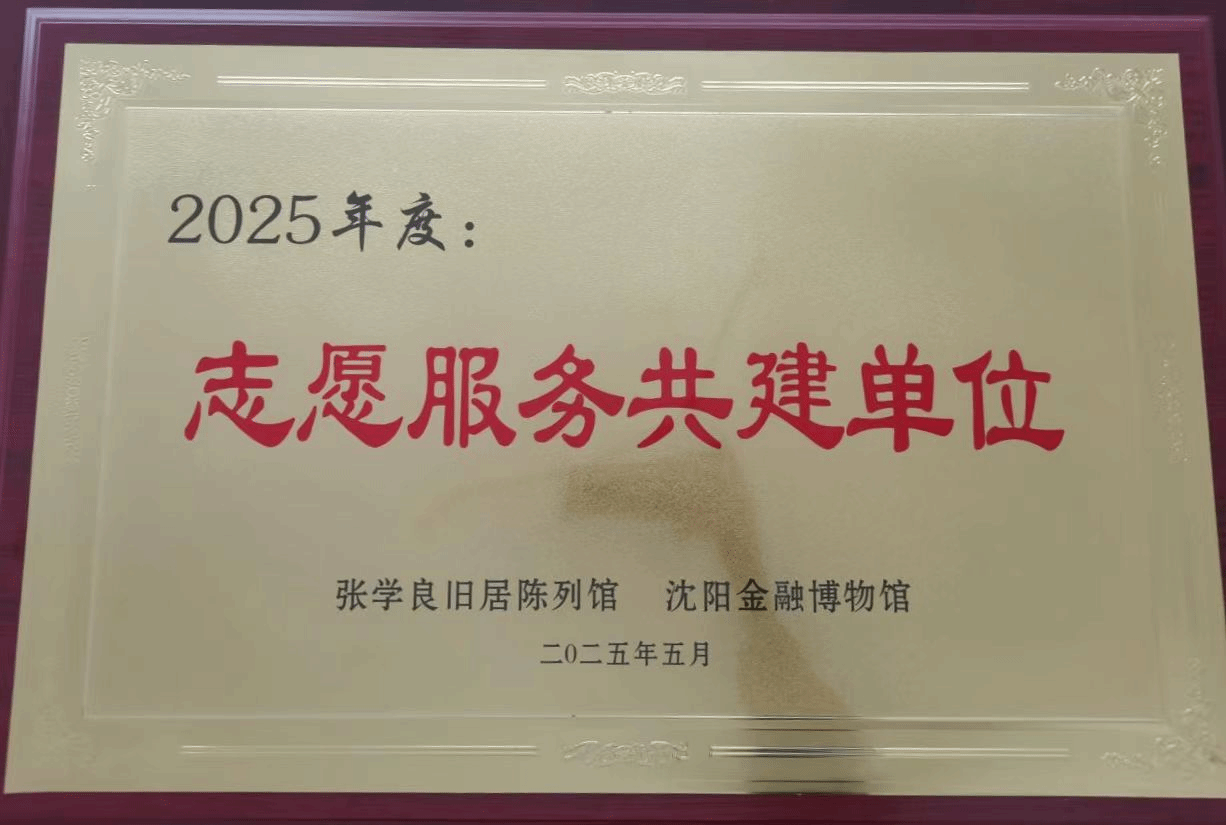 2025年度：
志愿服务共建单位
张学良旧居陈列馆 沈阳金融博物馆
二0二五年五月